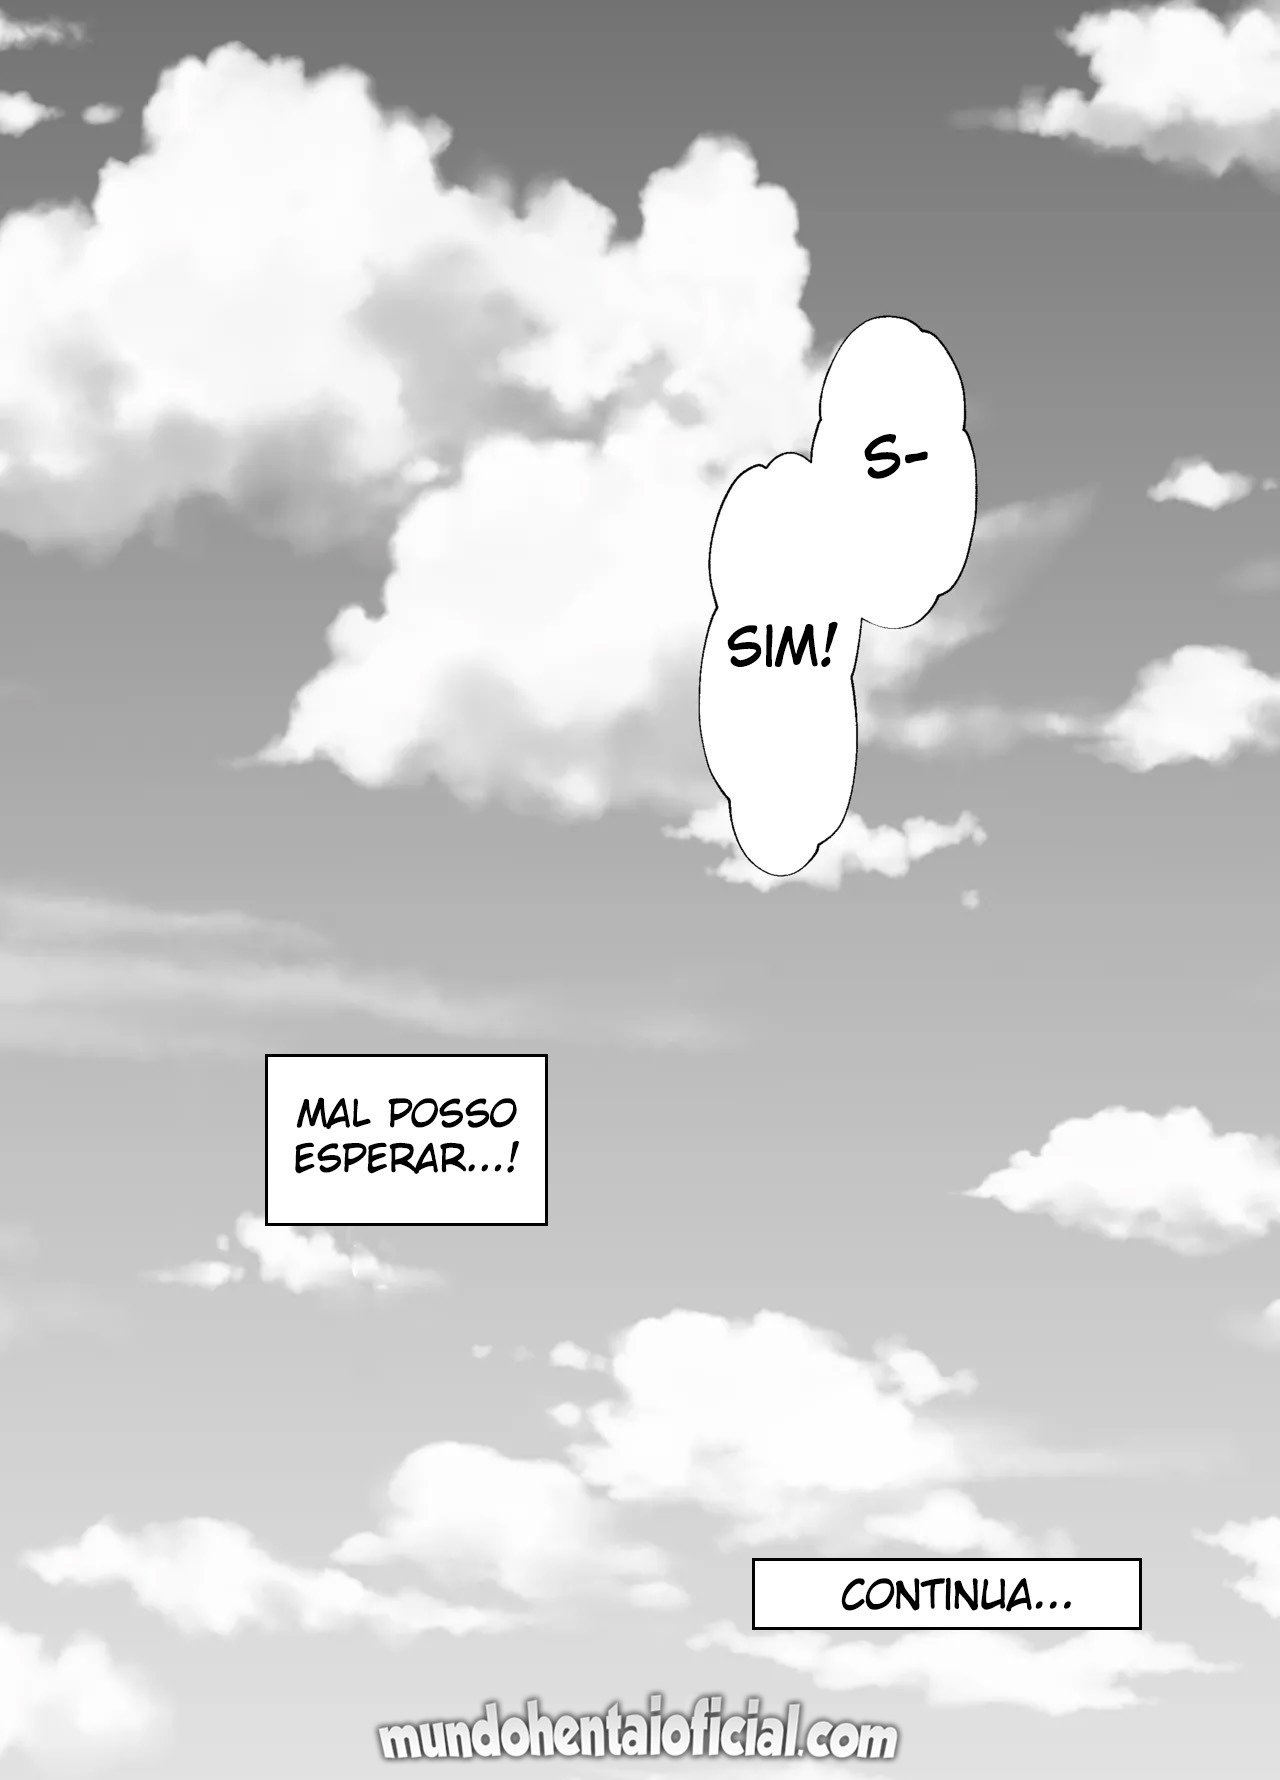 S-
SIM!
MAL POSSO
ESPERAR...!
CONTINUA...
mundohentaioficial.com